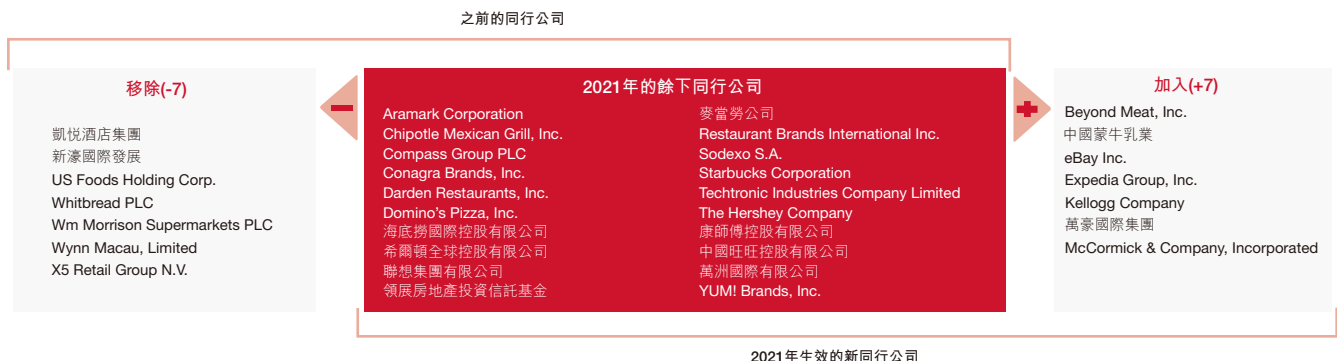 之前的同行公司
移除(-7)
凱悅酒店集團
新濠國際發展
US Foods Holding Corp.
Whitbread PLC
Wm Morrison Supermarkets PLC
Wynn Macau, Limited
X5 Retail Group N.V.
2021年的餘下同行公司
Aramark Corporation
Chipotle Mexican Grill, Inc.
Compass Group PLC
Conagra Brands, Inc.
Darden Restaurants, Inc.
Domino's Pizza, Inc.
海底撈國際控股有限公司
希爾頓全球控股有限公司
聯想集團有限公司
領展房地產投資信託基金
麥當勞公司
Restaurant Brands International Inc.
Sodexo S.A.
Starbucks Corporation
Techtronic Industries Company Limited
The Hershey Company
康師傅控股有限公司
中國旺旺控股有限公司
萬洲國際有限公司
YUM! Brands, Inc.
加入(+7)
Beyond Meat, Inc.
中國蒙牛乳業
eBay Inc.
Expedia Group, Inc.
Kellogg Company
萬豪國際集團
McCormick & Company, Incorporated
2021年生效的新同行公司